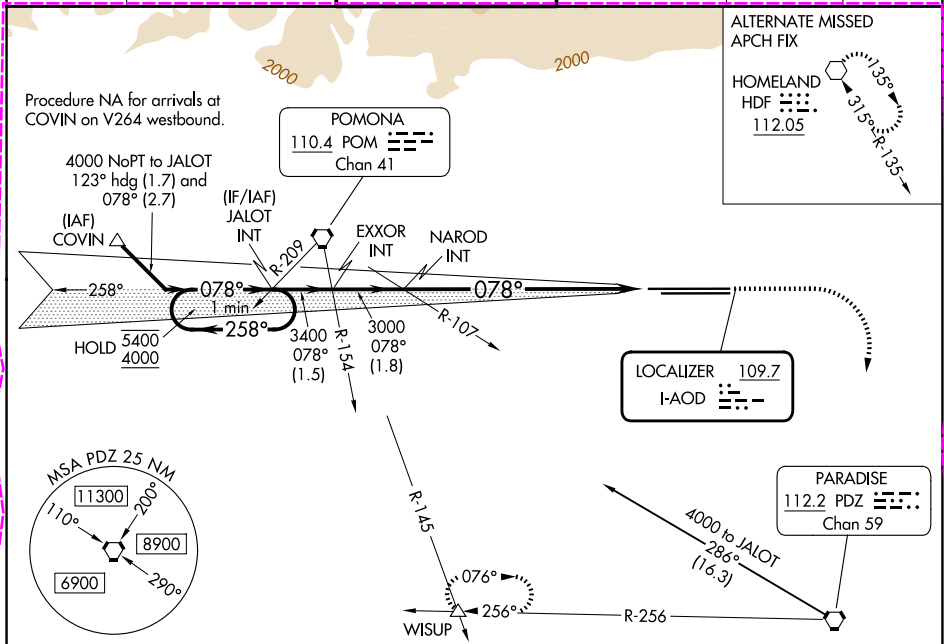 2000
2000
ALTERNATE MISSED
APCH FIX
HOMELAND
HDF
112.05
135°
315°
R-135
Procedure NA for arrivals at
COVIN on V264 westbound.
POMONA
110.4 POM
Chan 41
4000 NoPT to JALOT
123° hdg (1.7) and
078° (2.7)
(IAF)
COVIN
(IF/IAF)
JALOT
INT
R-209
EXXOR
INT
NAROD
INT
258°
078°
1 min
258°
078°
HOLD 5400
4000
3400
078°
(1.5)
R-154
3000
078°
(1.8)
R-107
LOCALIZER 109.7
I-AOD
MSA PDZ 25 NM
11300
110°
200°
8900
6900
290°
R-145
076°
256°
WISUP
R-256
4000 to JALOT
286°
(16.3)
PARADISE
112.2 PDZ
Chan 59